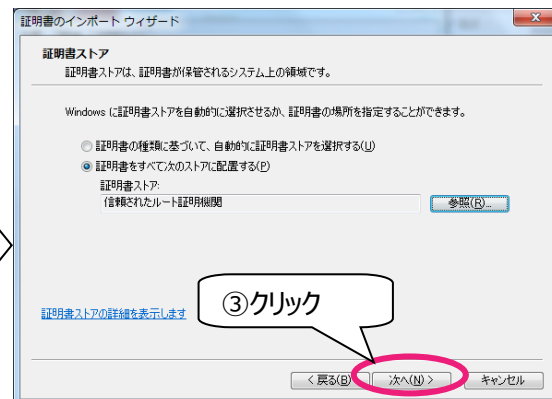 証明書のインポート ウィザード
証明書ストア
証明書ストアは、証明書が保管されるシステム上の領域です。
Windows に証明書ストアを自動的に選択させるか、証明書の場所を指定することができます。
証明書の種類に基づいて、自動的に証明書ストアを選択する(U)
証明書をすべて次のストアに配置する(P)
証明書ストア:
信頼されたルート証明機関
参照(R)...
証明書ストアの詳細を表示します
③クリック
< 戻る(B)
次へ(N) >
キャンセル